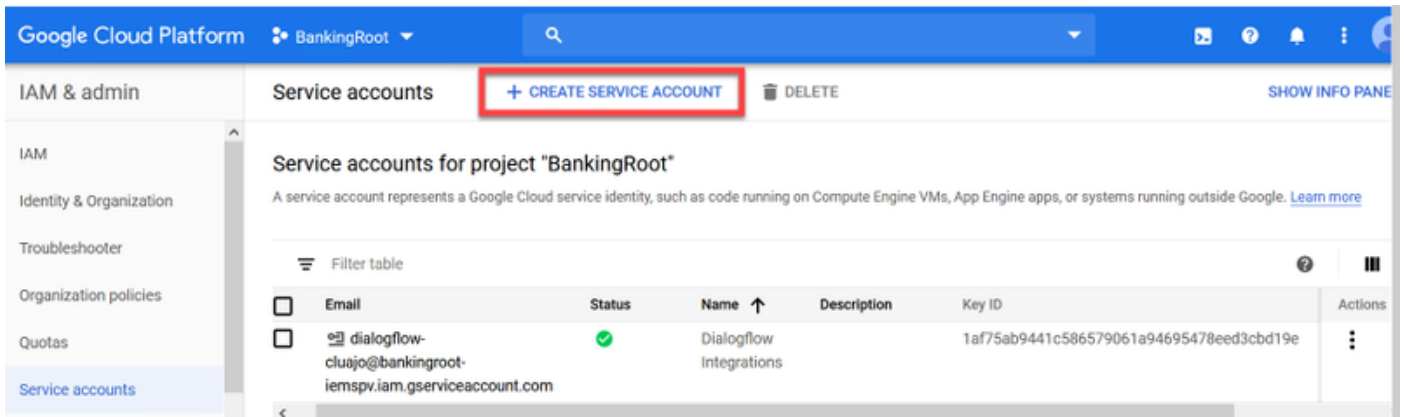 Google Cloud Platform BankingRoot
IAM & admin Service accounts + CREATE SERVICE ACCOUNT DELETE SHOW INFO PANE
IAM
Service accounts for project "BankingRoot"
Identity & Organization
A service account represents a Google Cloud service identity, such as code running on Compute Engine VMs, App Engine apps, or systems running outside Google. Learn more
Troubleshooter
Filter table
Organization policies
Email Status Name Description Key ID Actions
Quotas
dialogflow- Dialogflow 1af75ab9441c586579061a94695478eed3cbd19e
cluajo@bankingroot- Integrations
iemspv.iam.gserviceaccount.com
Service accounts